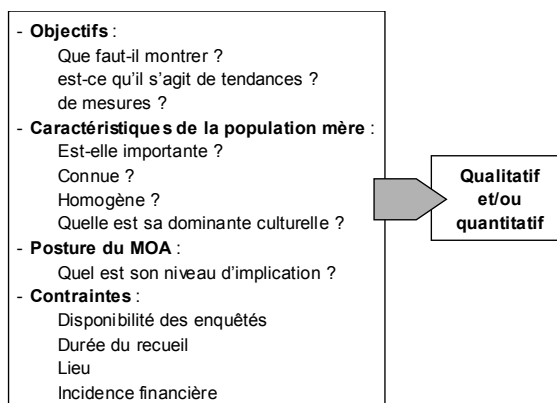 - Objectifs :
Que faut-il montrer ?
est-ce qu'il s'agit de tendances ?
de mesures ?
- Caractéristiques de la population mère :
Est-elle importante ?
Connue ?
Homogène ?
Quelle est sa dominante culturelle ?
- Posture du MOA :
Quel est son niveau d'implication ?
- Contraintes :
Disponibilité des enquêtés
Durée du recueil
Lieu
Incidence financière
Qualitatif
et/ou
quantitatif